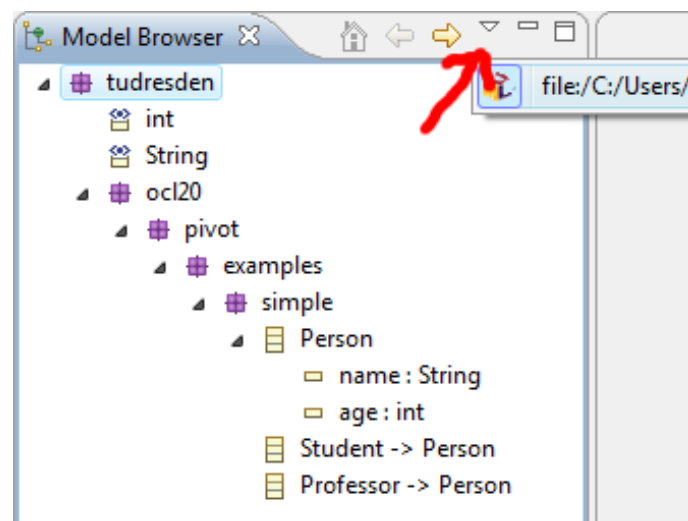 Model Browser
file:/C:/Users/
tudresden
int
String
ocl20
pivot
examples
simple
Person
name : String
age : int
Student -> Person
Professor -> Person